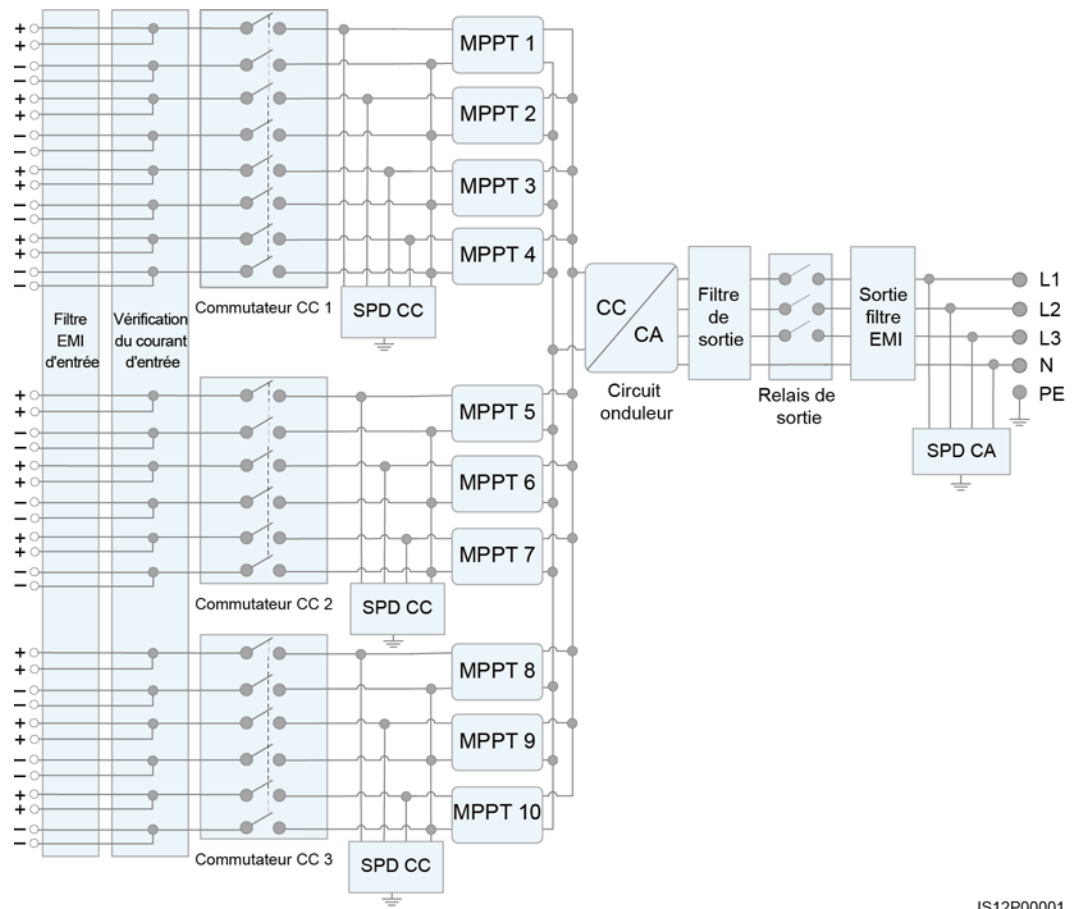 MPPT 1
MPPT 2
MPPT 3
MPPT 4
Commutateur CC 1
SPD CC
Filtre
EMI
d'entrée
Vérification
du courant
d'entrée
MPPT 5
MPPT 6
MPPT 7
Commutateur CC 2
SPD CC
MPPT 8
MPPT 9
MPPT 10
Commutateur CC 3
SPD CC
CC
CA
Circuit
onduleur
Filtre
de
sortie
Relais de
sortie
Sortie
filtre
EMI
L1
L2
L3
N
PE
SPD CA
IS12P00001